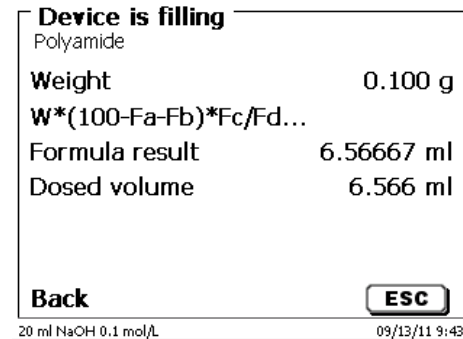 Device is filling
Polyamide
Weight 0.100 g
W*(100-Fa-Fb)*Fc/Fd...
Formula result 6.56667 ml
Dosed volume 6.566 ml
Back ESC
20 ml NaOH 0.1 mol/L 09/13/11 9:43